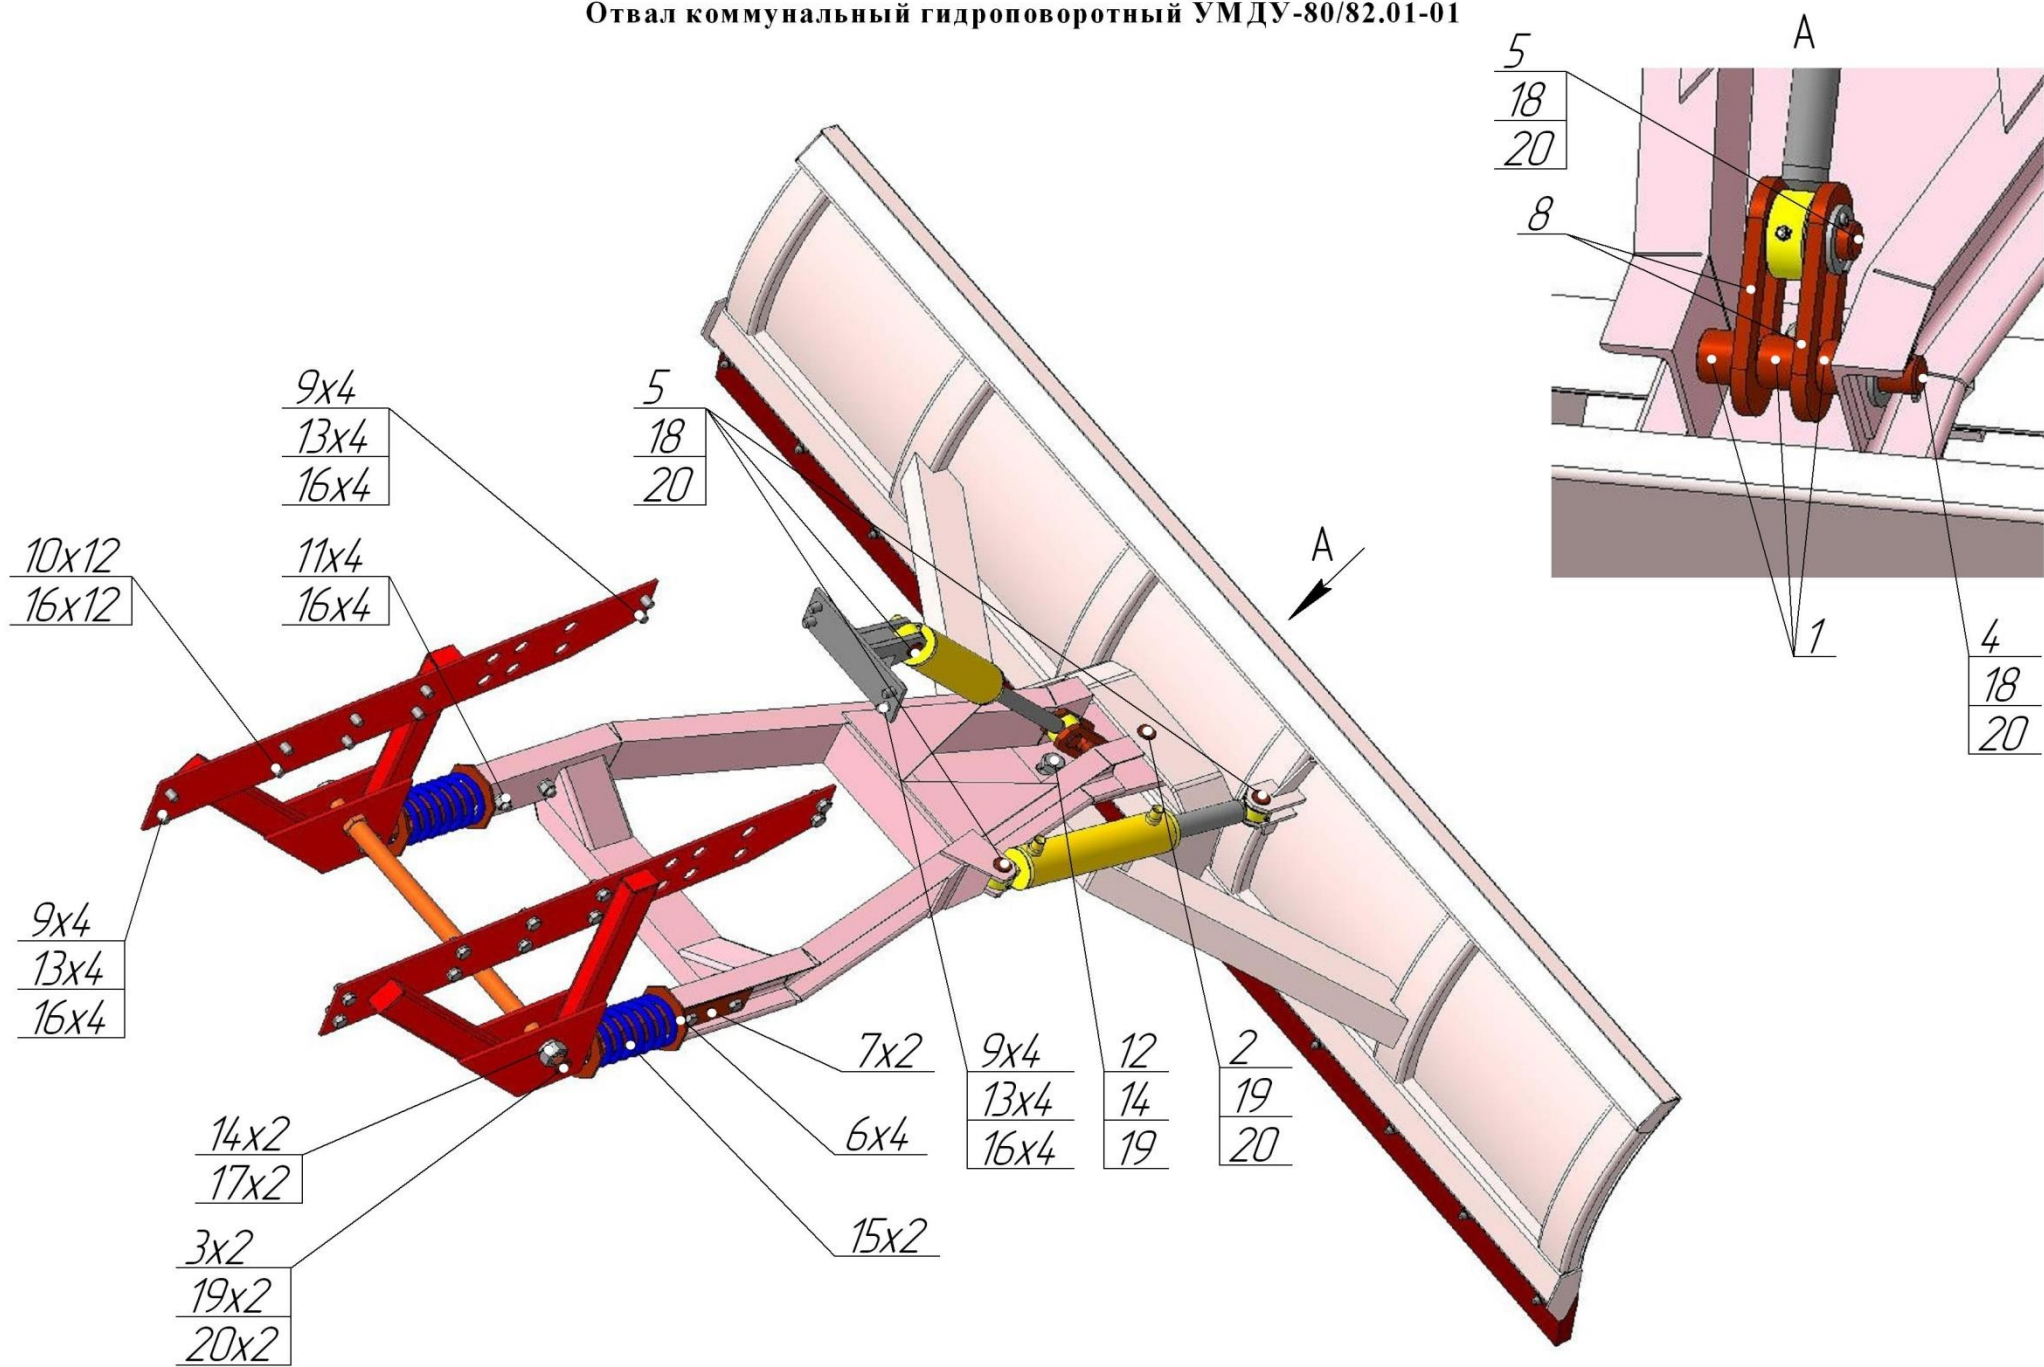 Отвал коммунальный гидроповоротный УМДУ-80/82.01-01
А
5
18
20
8
1
4
18
20
9x4
13x4
16x4
5
18
20
10x12
16x12
11x4
16x4
А
9x4
13x4
16x4
7x2
9x4
13x4
16x4
12
14
19
2
19
20
14x2
17x2
6x4
15x2
3x2
19x2
20x2